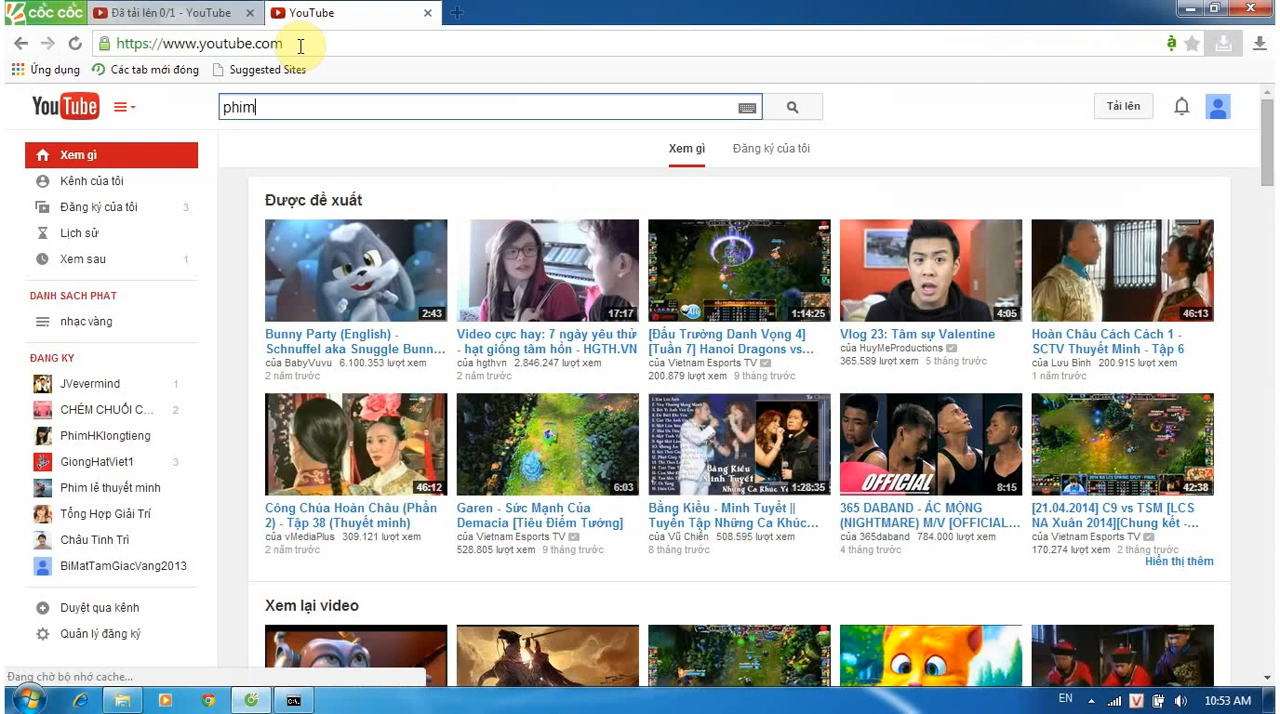 cốc cốc
Đã tải lên 0/1 - YouTube
YouTube
https://www.youtube.com
Ứng dụng
Các tab mới đóng
Suggested Sites
YouTube
phim
Tải lên
Xem gì
Đăng ký của tôi
Xem gì
Kênh của tôi
Đăng ký của tôi 3
Lịch sử
Xem sau 1
DANH SÁCH PHÁT
nhạc vàng
ĐĂNG KÝ
JVevermind 1
CHÉM CHUỐI C... 2
PhimHKlongtieng
GiongHatViet1 3
Phim lẻ thuyết minh
Tổng Hợp Giải Trí
Châu Tinh Trì
BiMatTamGiacVang2013
Duyệt qua kênh
Quản lý đăng ký
Được đề xuất
2:43
Bunny Party (English) -
Schnuffel aka Snuggle Bunn...
của BabyVuvu 6.100.353 lượt xem
2 năm trước
17:17
Video cực hay: 7 ngày yêu thử
- hạt giống tâm hồn - HGTH.VN
của hgthvn 2.846.247 lượt xem
2 năm trước
1:14:25
[Đấu Trường Danh Vọng 4]
[Tuần 7] Hanoi Dragons vs...
của Vietnam Esports TV
200.879 lượt xem 9 tháng trước
4:05
Vlog 23: Tâm sự Valentine
của HuyMeProductions
365.589 lượt xem 5 tháng trước
46:13
Hoàn Châu Cách Cách 1 -
SCTV Thuyết Minh - Tập 6
của Lưu Bình 200.915 lượt xem
1 năm trước
46:12
Công Chúa Hoàn Châu (Phần
2) - Tập 38 (Thuyết minh)
của vMediaPlus 309.121 lượt xem
2 năm trước
6:03
Garen - Sức Mạnh Của
Demacia [Tiêu Điểm Tướng]
của Vietnam Esports TV
528.805 lượt xem 9 tháng trước
Bằng Kiều
Minh Tuyết
Những Ca Khúc
1:28:35
Bằng Kiều - Minh Tuyết ||
Tuyển Tập Những Ca Khúc...
của Vũ Chiến 508.595 lượt xem
8 tháng trước
OFFICIAL
8:15
365 DABAND - ÁC MỘNG
(NIGHTMARE) M/V [OFFICIAL...
của 365daband 784.000 lượt xem
4 tháng trước
42:38
[21.04.2014] C9 vs TSM [LCS
NA Xuân 2014][Chung kết -...
của Vietnam Esports TV
170.274 lượt xem 2 tháng trước
Hiển thị thêm
Xem lại video
Đang chờ bộ nhớ cache...
EN
10:53 AM